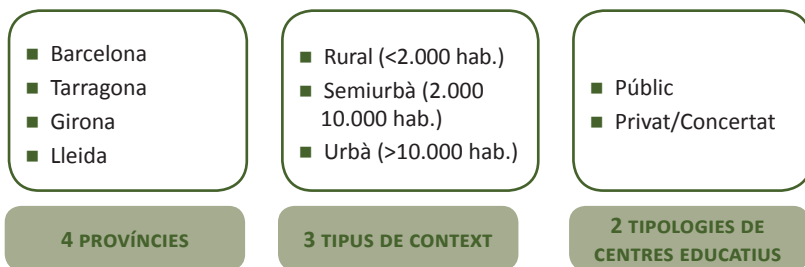 ■ Barcelona
■ Tarragona
■ Girona
■ Lleida
4 PROVÍNCIES
■ Rural (<2.000 hab.)
■ Semiurbà (2.000
10.000 hab.)
■ Urbà (>10.000 hab.)
3 TIPUS DE CONTEXT
■ Públic
■ Privat/Concertat
2 TIPOLOGIES DE
CENTRES EDUCATIUS